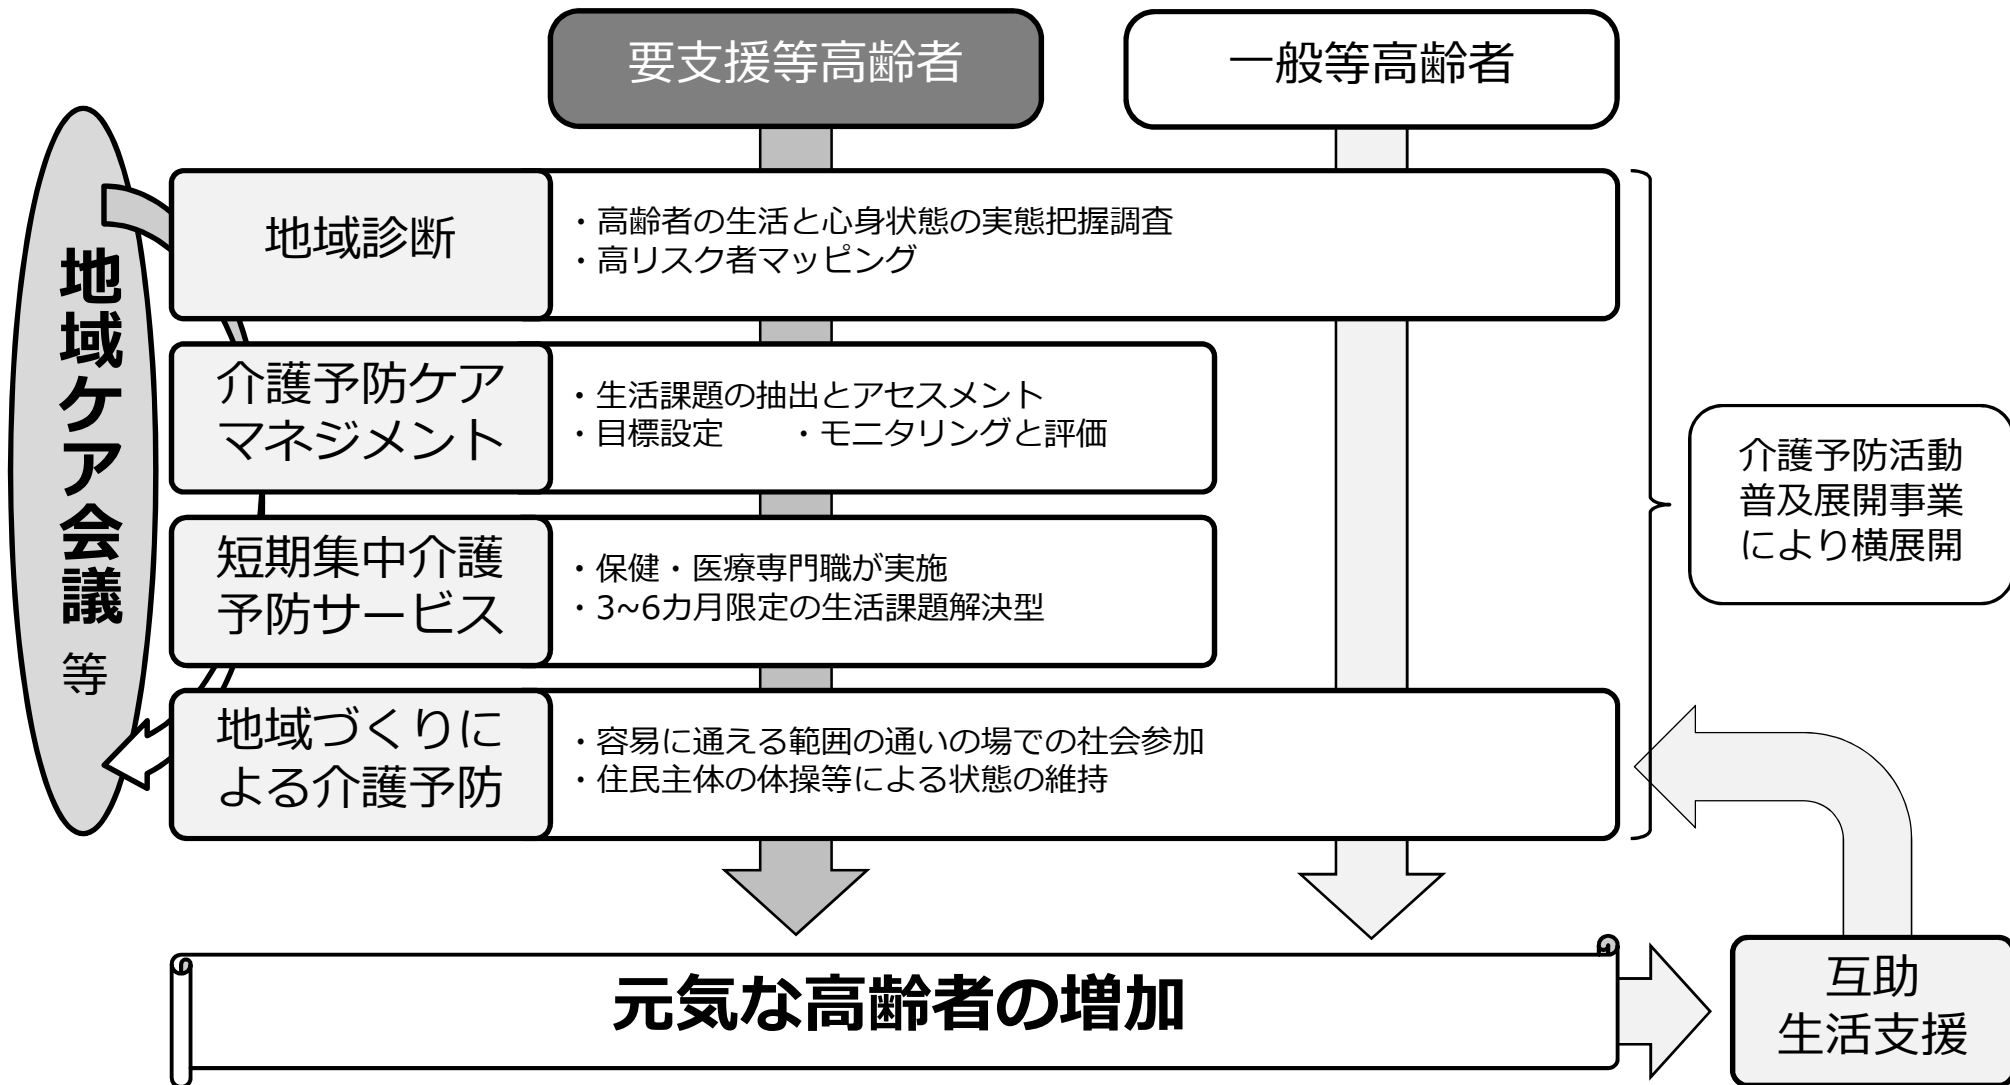 要支援等高齢者
一般等高齢者
地域ケア会議 等
地域診断
・高齢者の生活と心身状態の実態把握調査
・高リスク者マッピング
介護予防ケア
マネジメント
・生活課題の抽出とアセスメント
・目標設定　　・モニタリングと評価
短期集中介護
予防サービス
・保健・医療専門職が実施
・3~6カ月限定の生活課題解決型
地域づくりに
よる介護予防
・容易に通える範囲の通いの場での社会参加
・住民主体の体操等による状態の維持
介護予防活動
普及展開事業
により横展開
元気な高齢者の増加
互助
生活支援